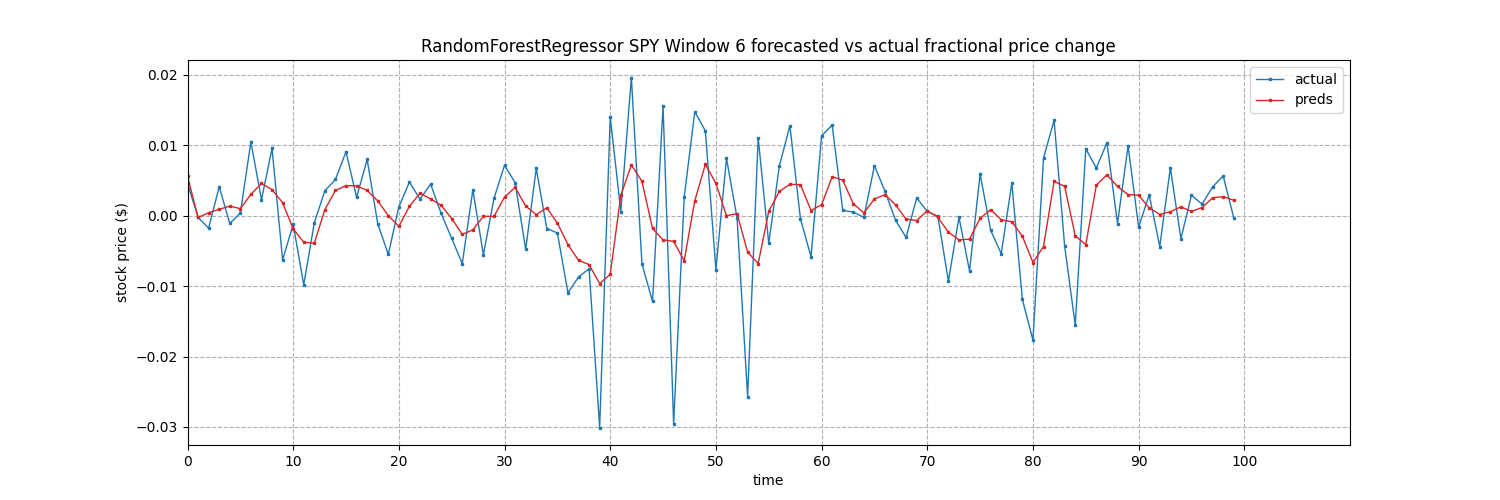 RandomForestRegressor SPY Window 6 forecasted vs actual fractional price change
actual
preds
0.02
0.01
0.00
−0.01
−0.02
−0.03
stock price ($)
0 10 20 30 40 50 60 70 80 90 100
time